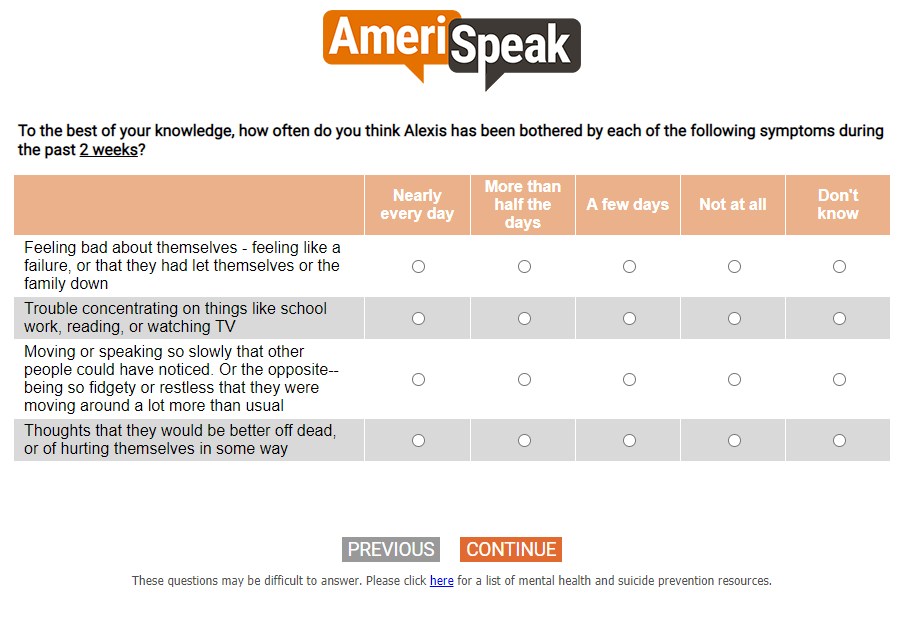 AmeriSpeak
To the best of your knowledge, how often do you think Alexis has been bothered by each of the following symptoms during
the past 2 weeks?
Nearly
every day
More than
half the
days
A few days
Not at all
Don't
know
Feeling bad about themselves - feeling like a
failure, or that they had let themselves or the
family down
Trouble concentrating on things like school
work, reading, or watching TV
Moving or speaking so slowly that other
people could have noticed. Or the opposite--
being so fidgety or restless that they were
moving around a lot more than usual
Thoughts that they would be better off dead,
or of hurting themselves in some way
PREVIOUS CONTINUE
These questions may be difficult to answer. Please click here for a list of mental health and suicide prevention resources.